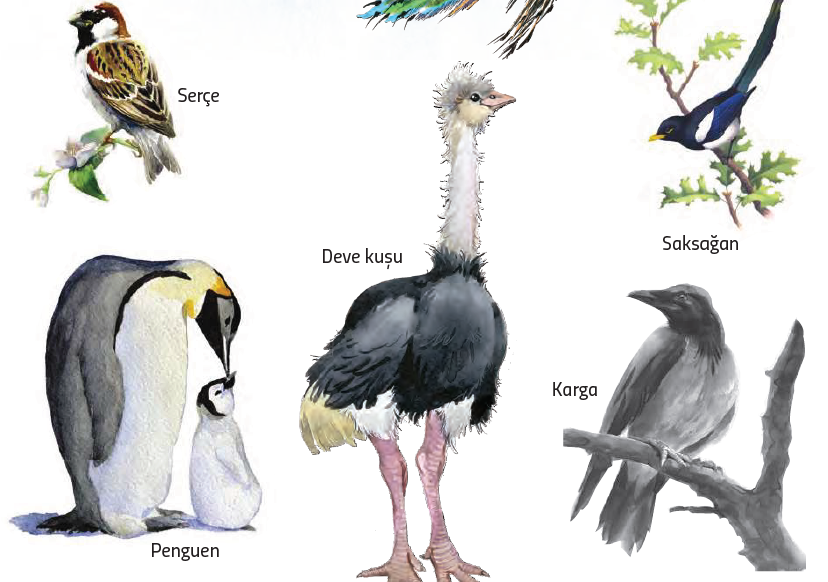 Serçe
Saksağan
Deve kuşu
Karga
Penguen